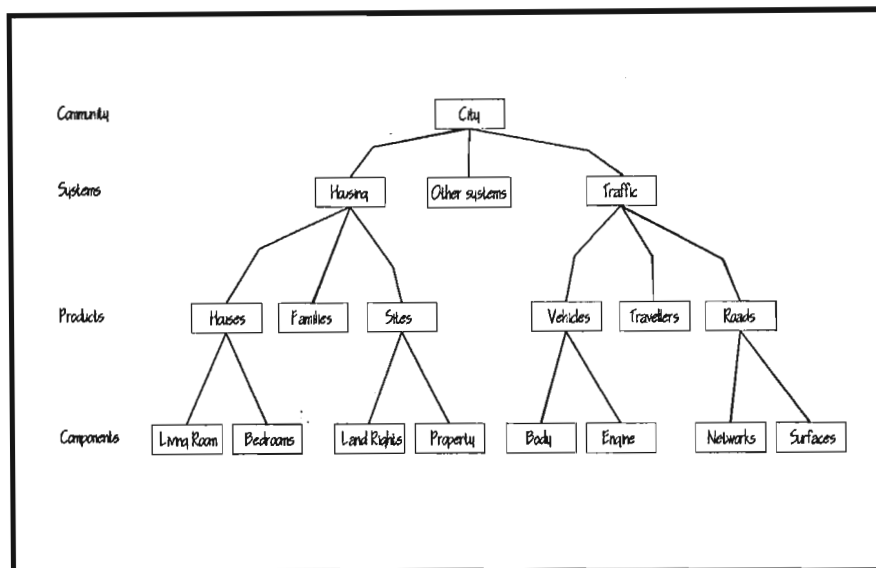 Community
City
Systems
Housing
Other systems
Traffic
Products
Houses
Families
Sites
Vehicles
Travellers
Roads
Components
Living Room
Bedrooms
Land Rights
Property
Body
Engine
Networks
Surfaces